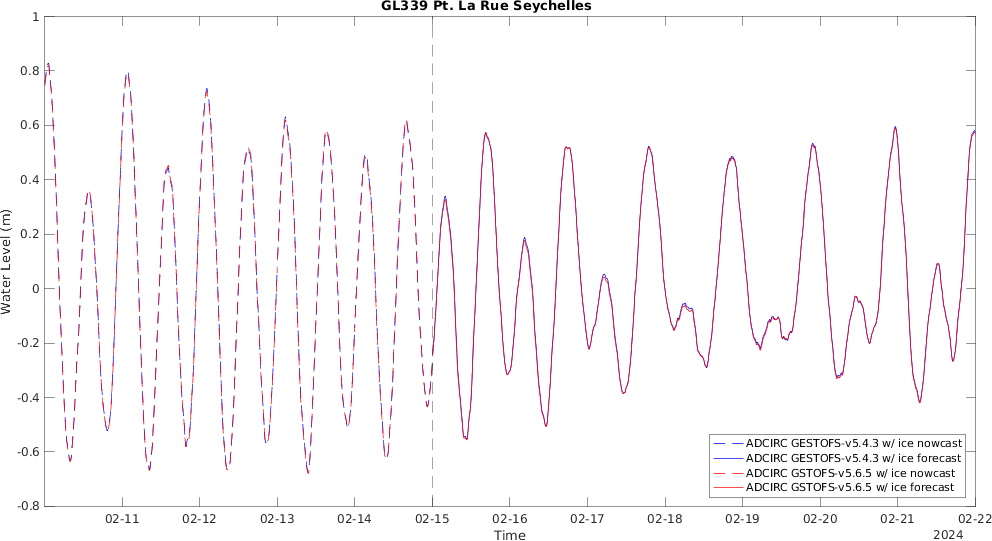 GL339 Pt. La Rue Seychelles
Water Level (m)
1
0.8
0.6
0.4
0.2
0
-0.2
-0.4
-0.6
-0.8
ADCIRC GESTOFS-v5.4.3 w/ ice nowcast
ADCIRC GESTOFS-v5.4.3 w/ ice forecast
ADCIRC GSTOFS-v5.6.5 w/ ice nowcast
ADCIRC GSTOFS-v5.6.5 w/ ice forecast
02-11 02-12 02-13 02-14 02-15 02-16 02-17 02-18 02-19 02-20 02-21 02-22
Time
2024